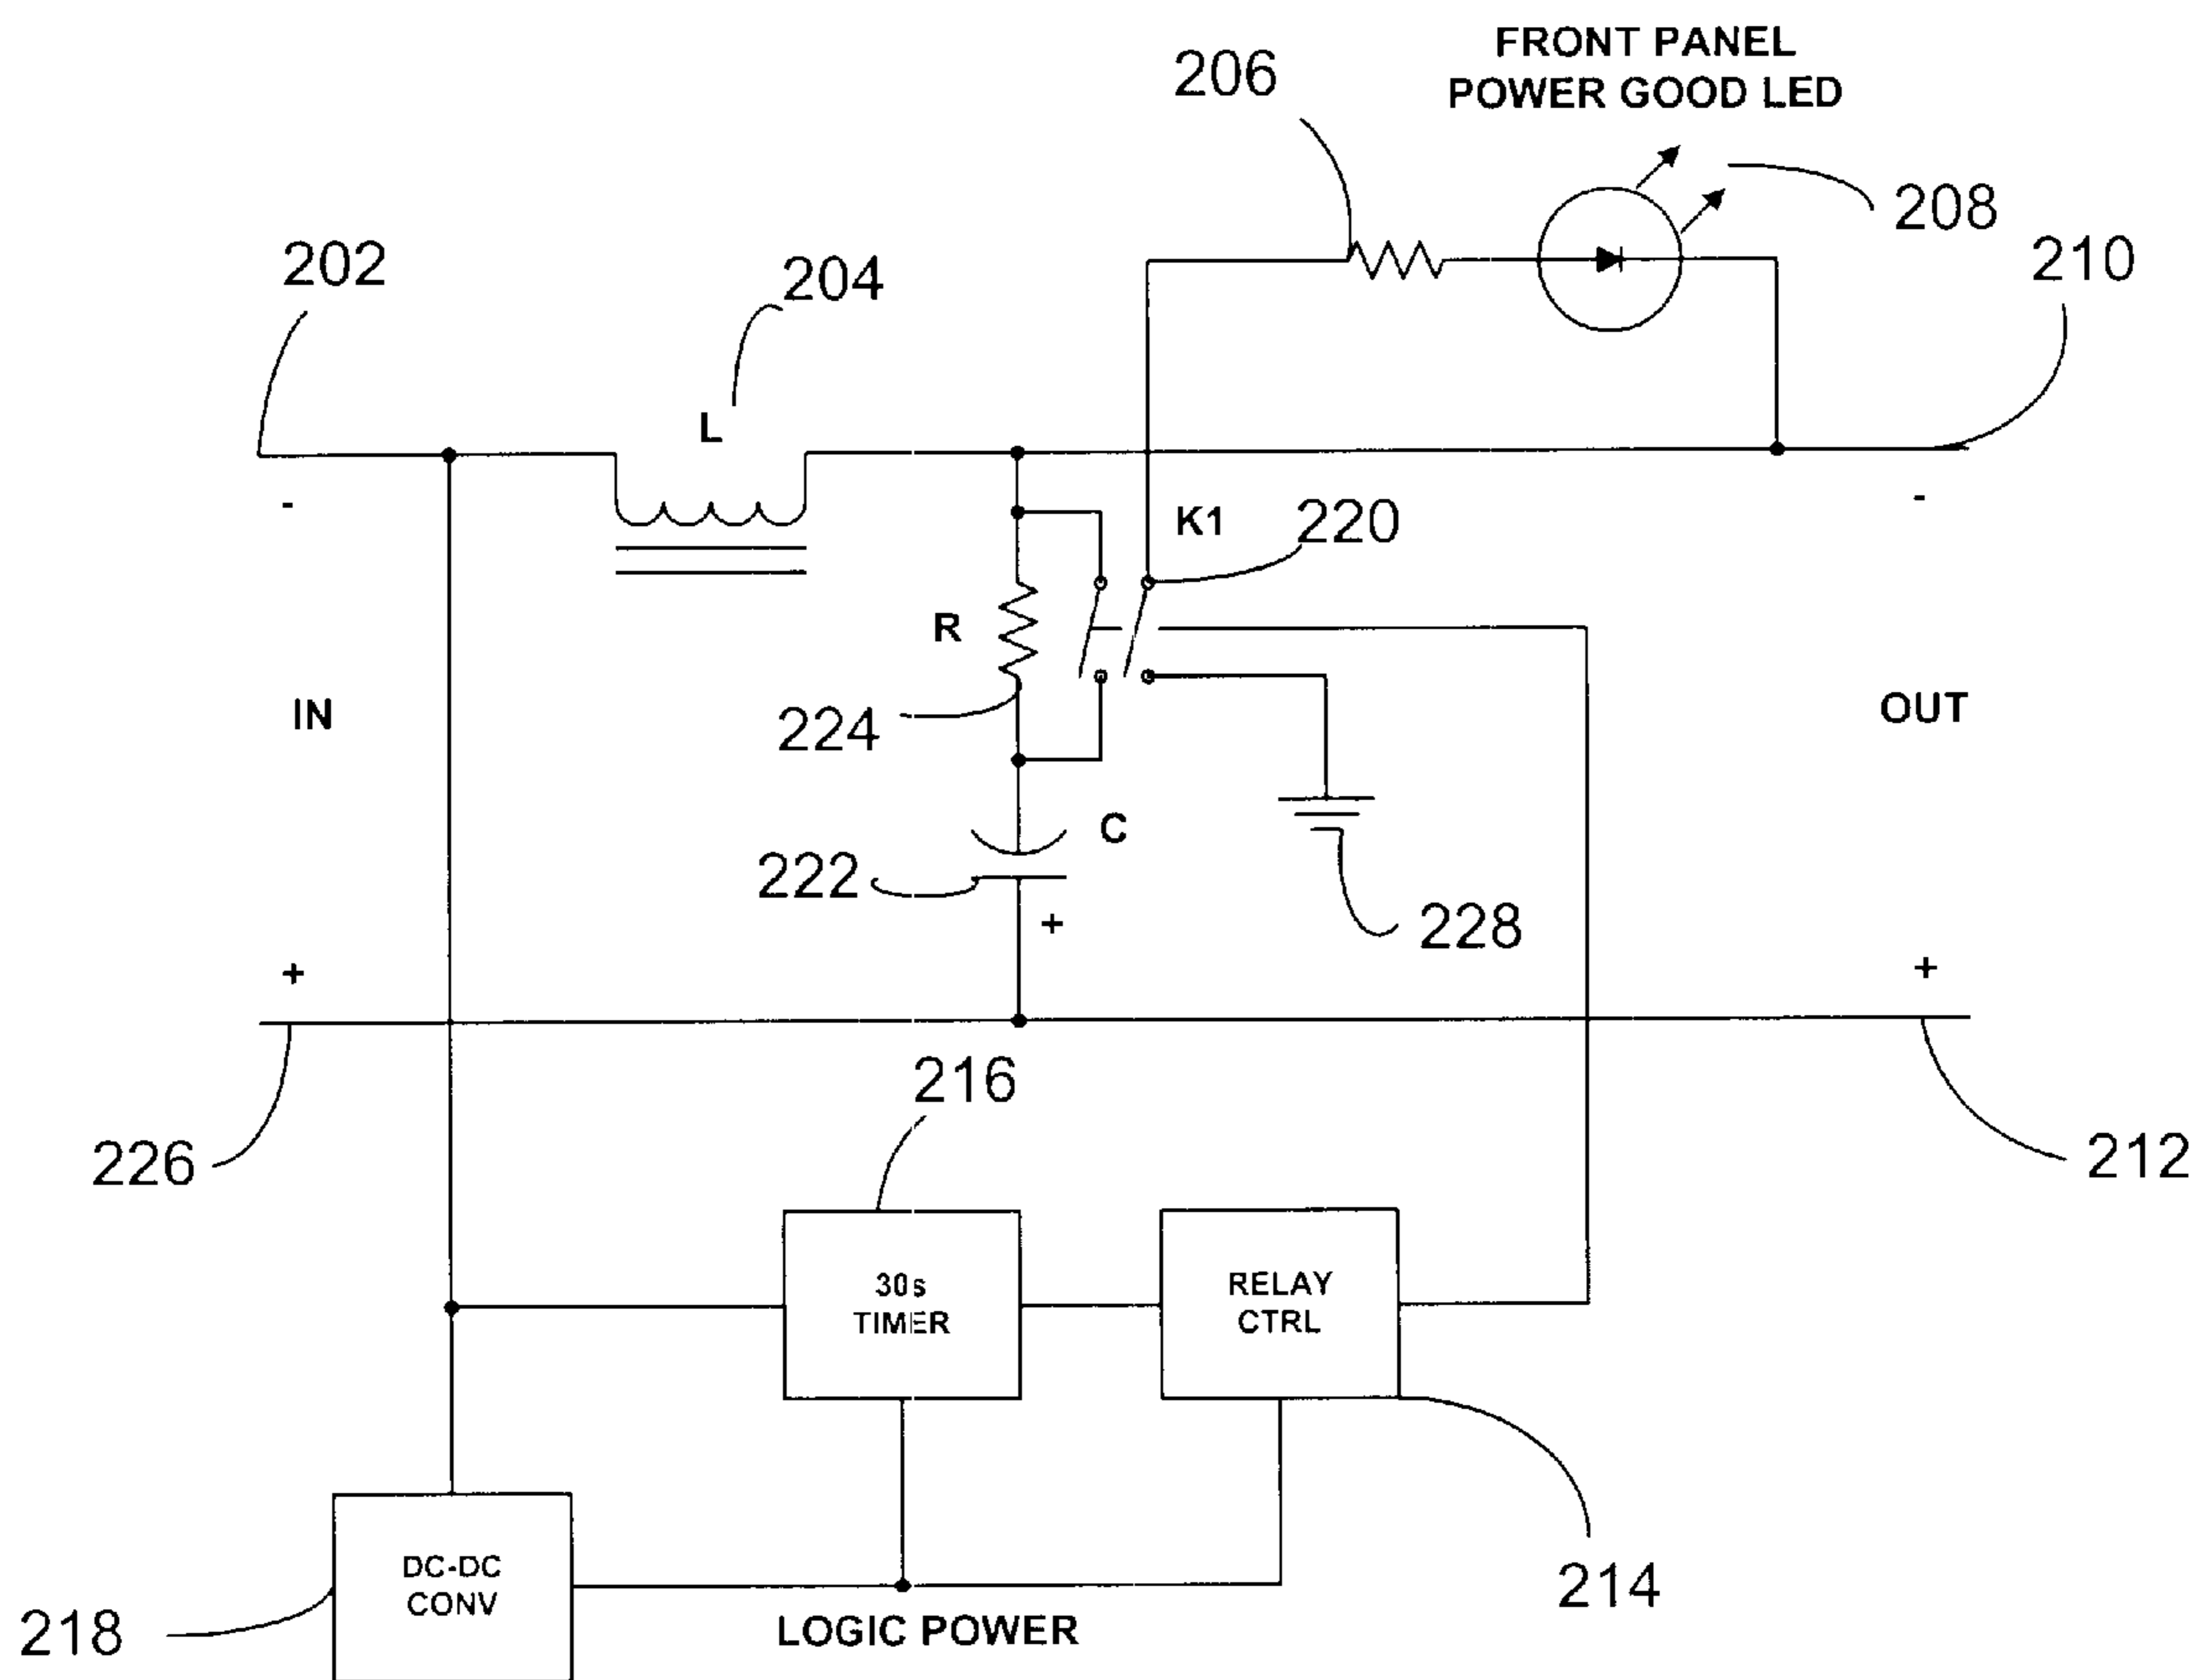 FRONT PANEL
POWER GOOD LED
206
208
210
202
204
L
-
-
K1
220
R
IN
224
OUT
C
222
+
228
+
+
216
226
212
30s
TIMER
RELAY
CTRL
DC-DC
CONV
214
218
LOGIC POWER